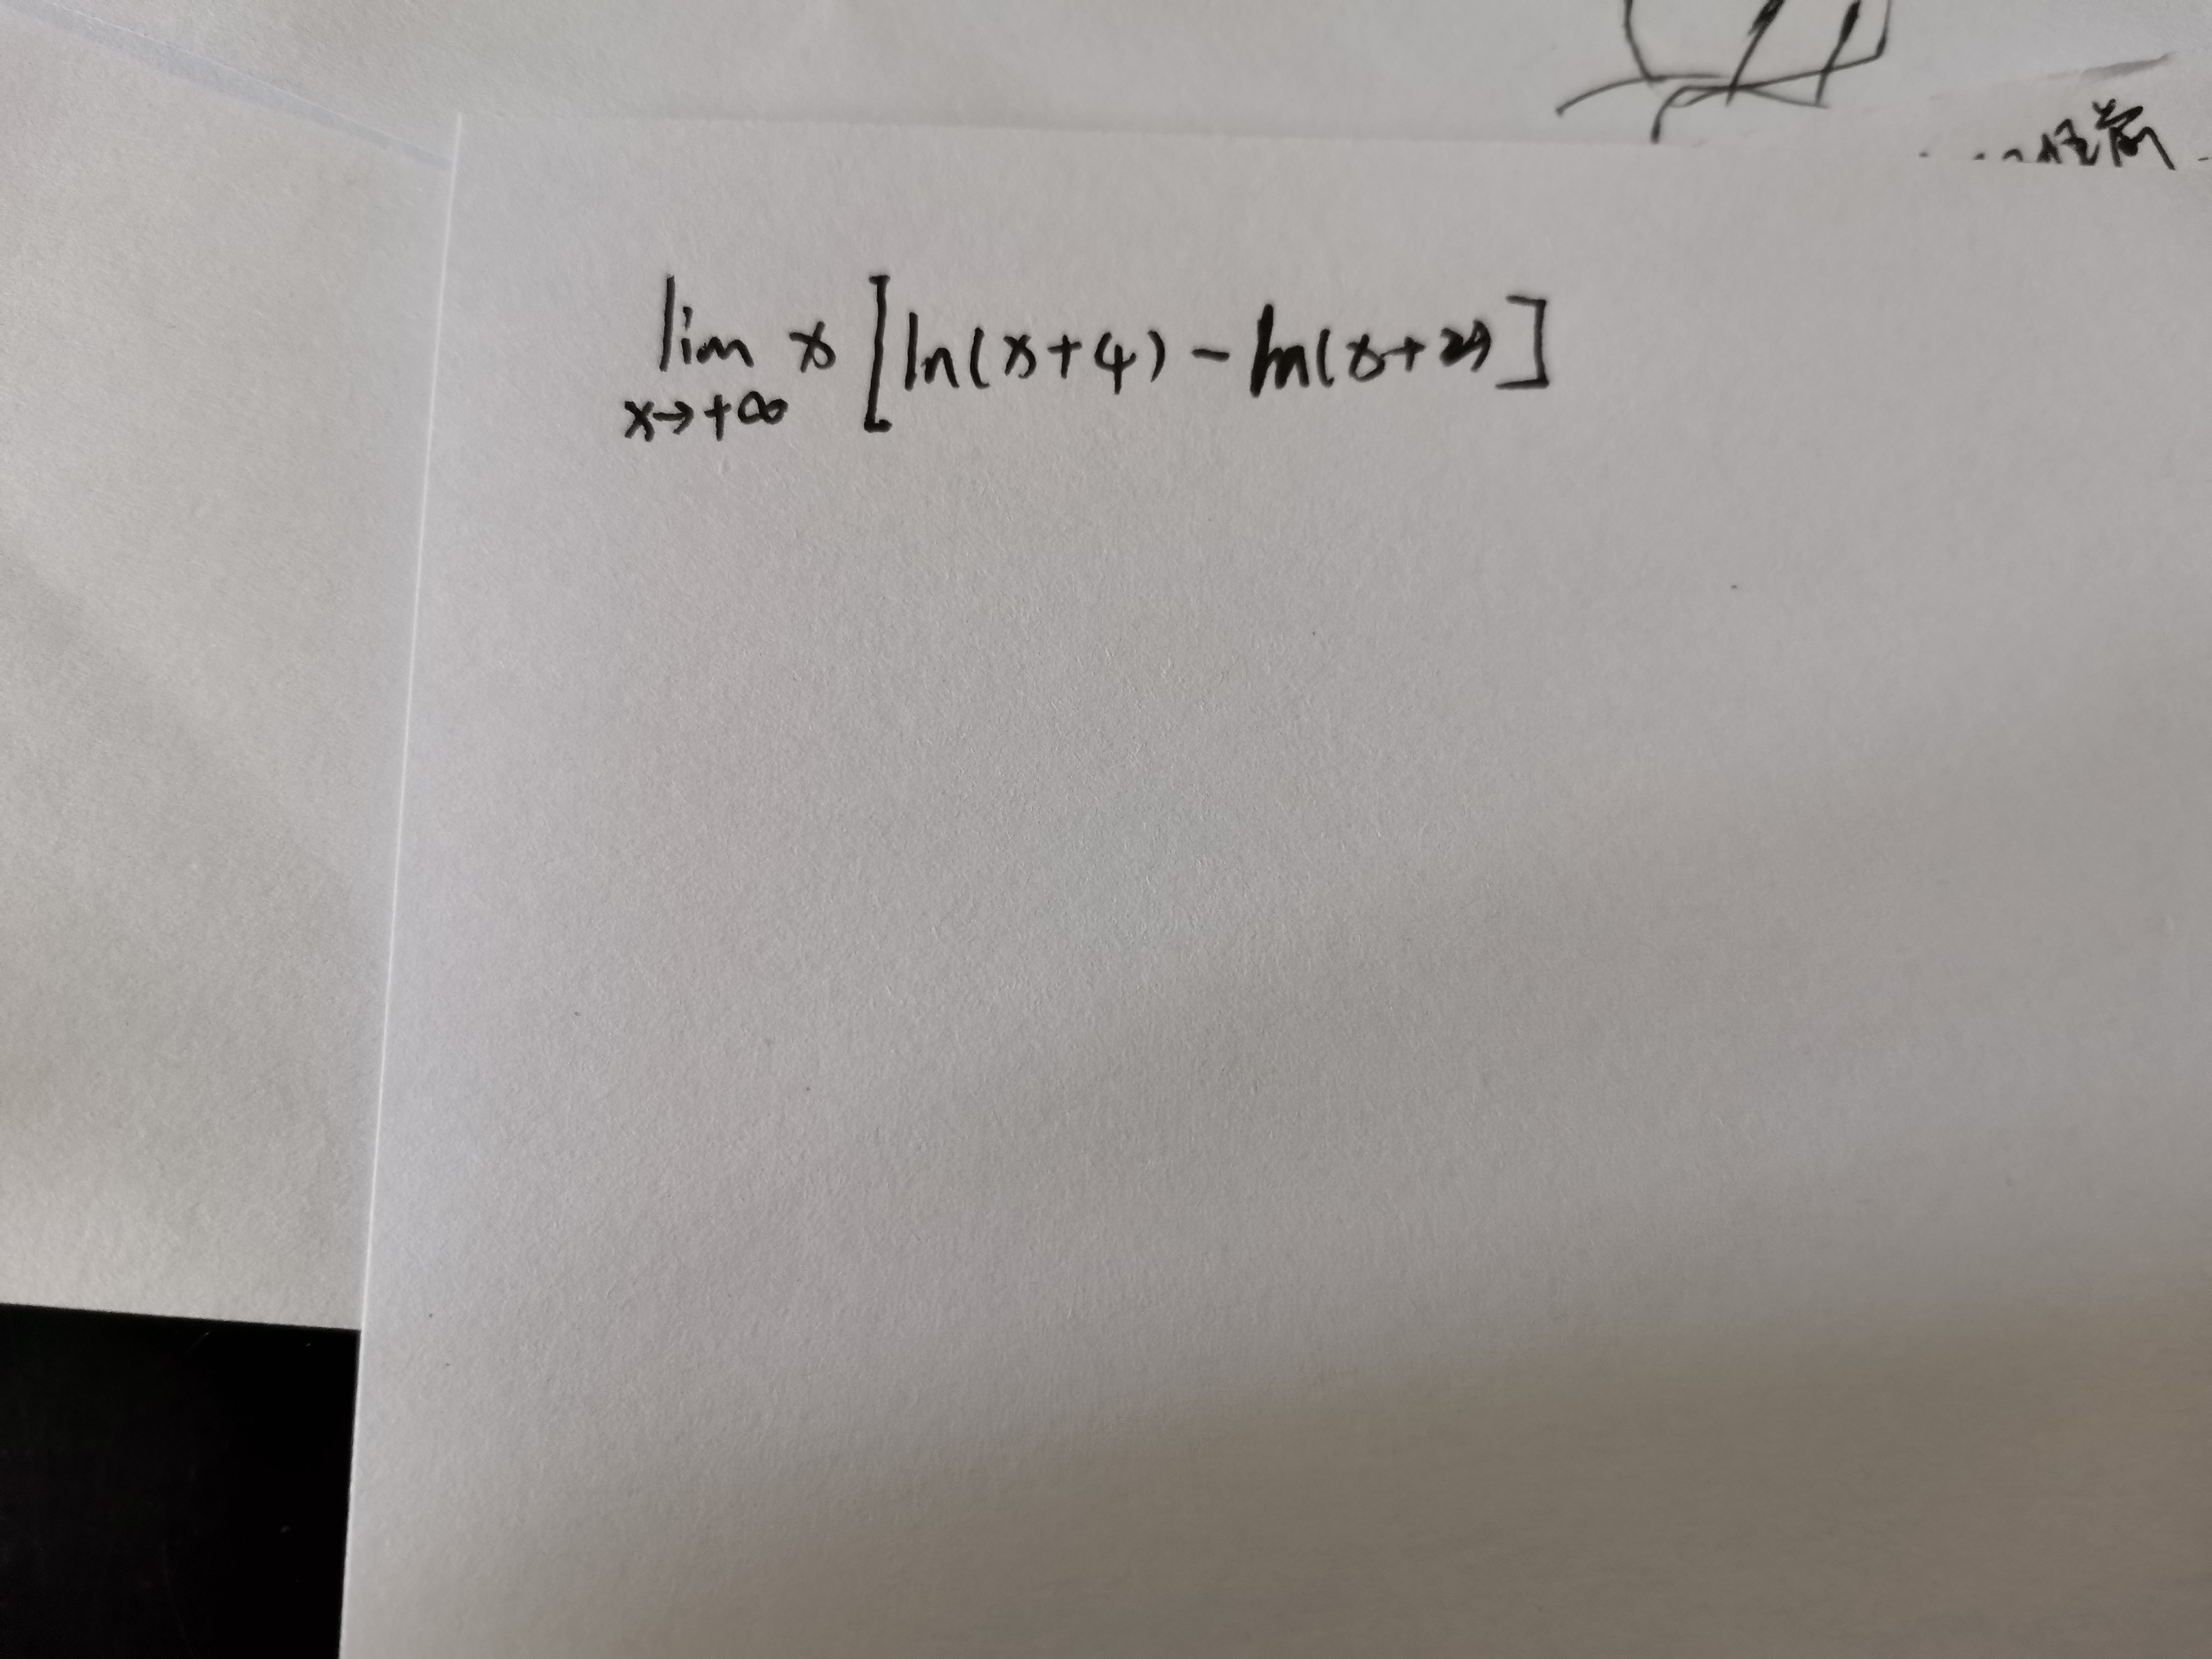 lim x [ln(x+4) - ln(x+2)]
x→+∞